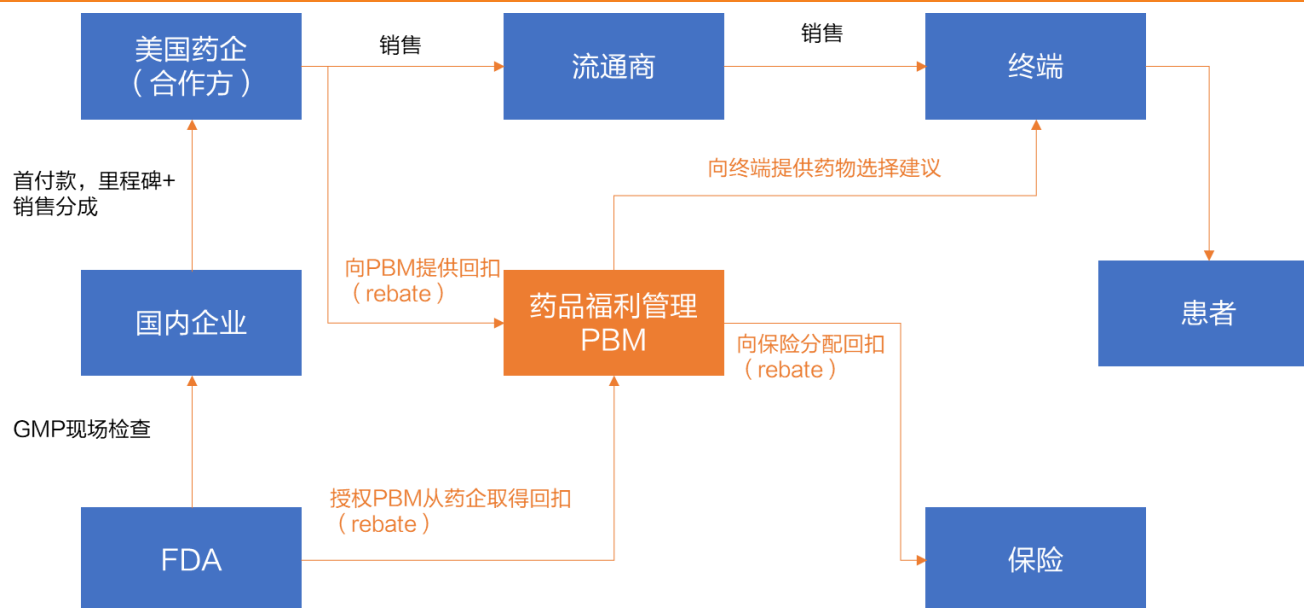 美国药企
（合作方）
销售
流通商
销售
终端
首付款，里程碑+
销售分成
向终端提供药物选择建议
向PBM提供回扣
（rebate）
国内企业
药品福利管理
PBM
向保险分配回扣
（rebate）
患者
GMP现场检查
授权PBM从药企取得回扣
（rebate）
FDA
保险